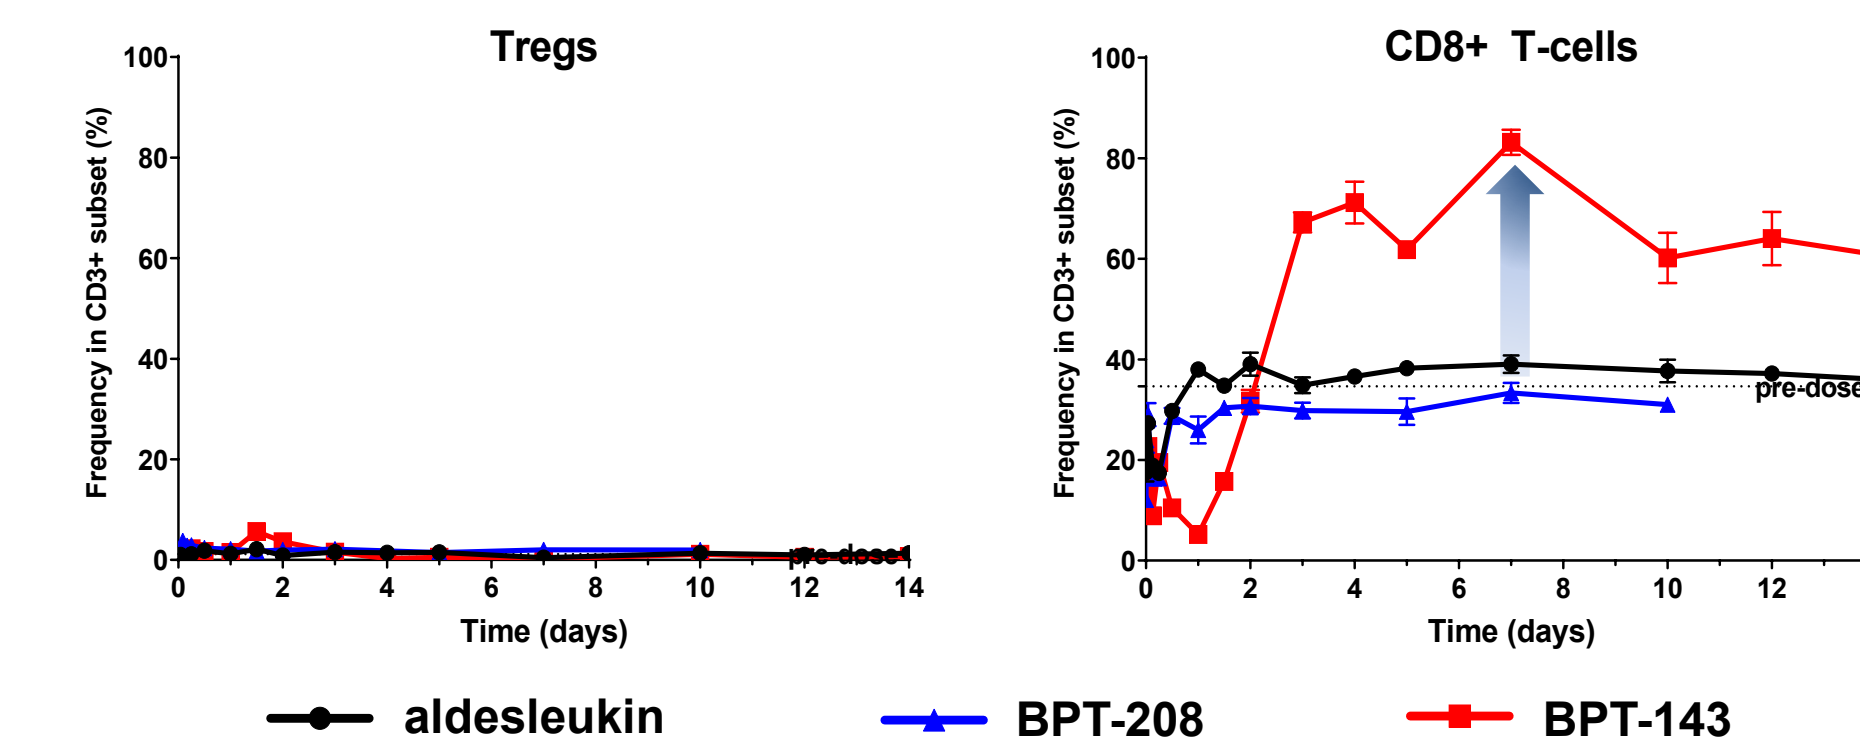 Tregs
Frequency in CD3+ subset (%)
100
80
60
40
20
0
0 2 4 6 8 10 12 14
Time (days)
CD8+ T-cells
Frequency in CD3+ subset (%)
100
80
60
40
20
0
pre-dose
0 2 4 6 8 10 12
Time (days)
aldesleukin BPT-208 BPT-143